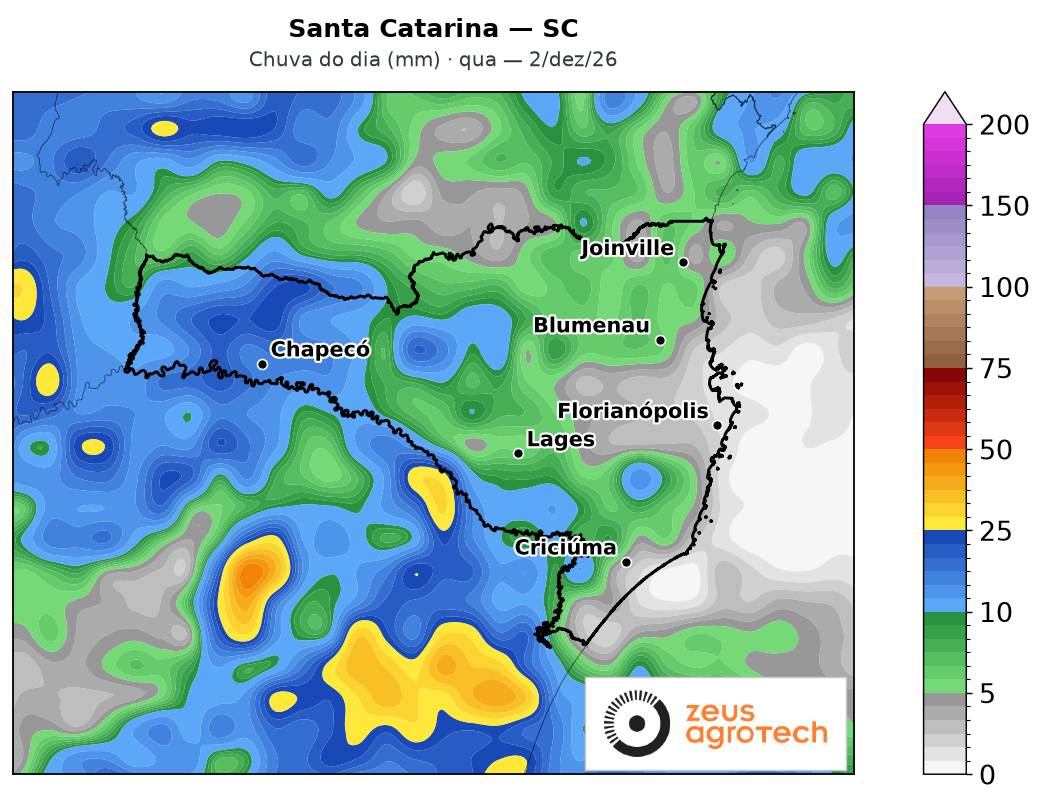 Santa Catarina — SC
Chuva do dia (mm) · qua — 2/dez/26
200
150
100
75
50
25
10
5
0
Joinville
Blumenau
Chapecó
Florianópolis
Lages
Criciúma
zeus
agrotech